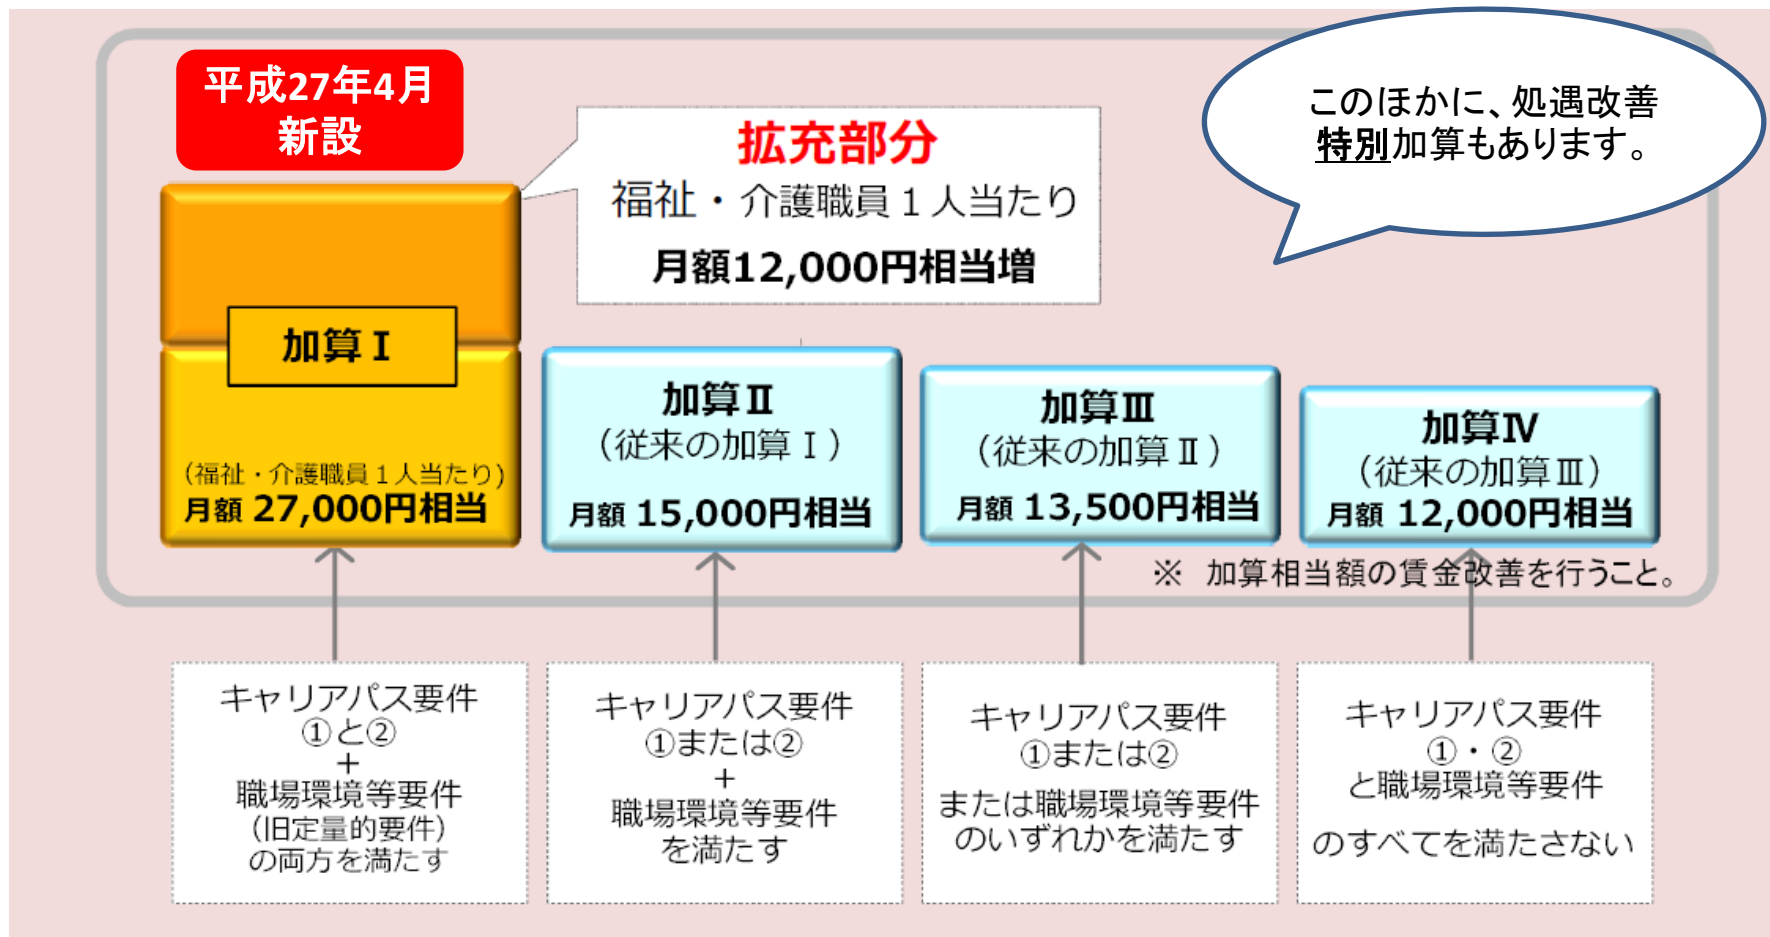 平成27年4月
新設
このほかに、処遇改善
特別加算もあります。
拡充部分
福祉・介護職員1人当たり
月額12,000円相当増
加算Ⅰ
(福祉・介護職員1人当たり)
月額 27,000円相当
加算Ⅱ
(従来の加算Ⅰ)
月額 15,000円相当
加算Ⅲ
(従来の加算Ⅱ)
月額 13,500円相当
加算Ⅳ
(従来の加算Ⅲ)
月額 12,000円相当
※ 加算相当額の賃金改善を行うこと。
キャリアパス要件
①と②
+
職場環境等要件
(旧定量的要件)
の両方を満たす
キャリアパス要件
①または②
+
職場環境等要件
を満たす
キャリアパス要件
①または②
または職場環境等要件
のいずれかを満たす
キャリアパス要件
①・②
と職場環境等要件
のすべてを満たさない